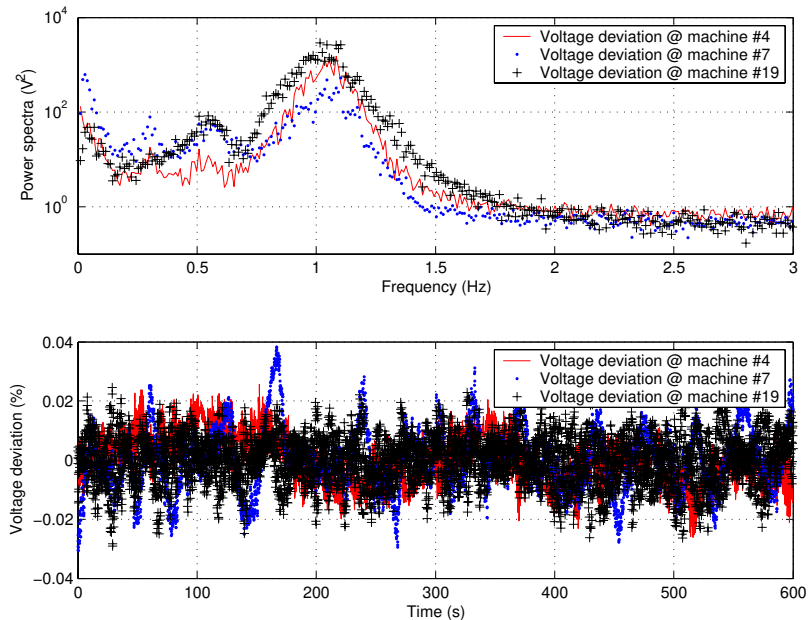 10^4
10^2
10^0
Power spectra (V^2)
0
0.5
1
1.5
2
2.5
3
Frequency (Hz)
Voltage deviation @ machine #4
Voltage deviation @ machine #7
Voltage deviation @ machine #19
0.04
0.02
0
−0.02
−0.04
Voltage deviation (%)
0
100
200
300
400
500
600
Time (s)
Voltage deviation @ machine #4
Voltage deviation @ machine #7
Voltage deviation @ machine #19